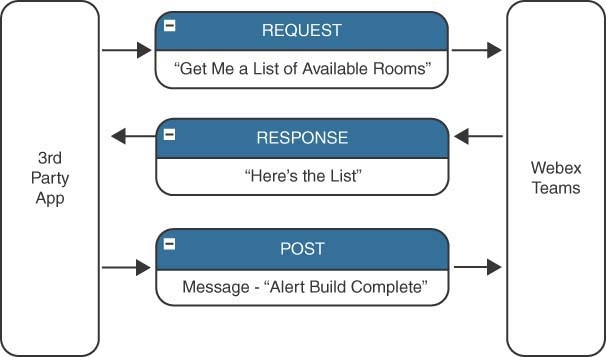 REQUEST
“Get Me a List of Available Rooms”
RESPONSE
“Here’s the List”
3rd
Party
App
Webex
Teams
POST
Message - “Alert Build Complete”